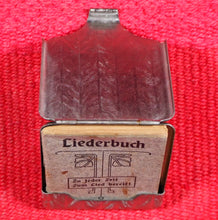 Liederbuch
Zu jeder Zeit
Zum Lied bereit!